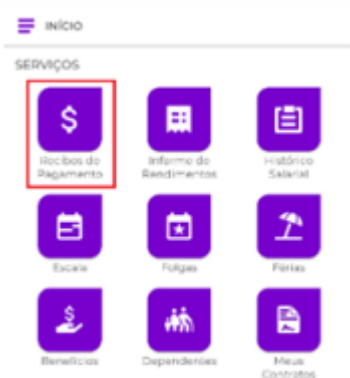 INÍCIO
SERVIÇOS
Recibos de
Pagamento
Informe de
Rendimentos
Histórico
Salarial
Escala
Folgas
Férias
Benefícios
Dependentes
Meus
Contratos